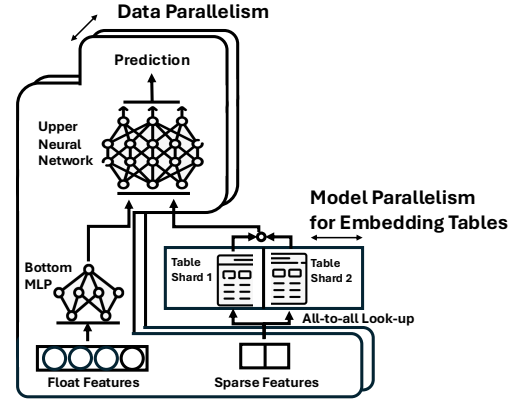 Data Parallelism
Prediction
Upper
Neural
Network
Model Parallelism
for Embedding Tables
Bottom
MLP
Table
Shard 1
Table
Shard 2
All-to-all Look-up
Float Features
Sparse Features